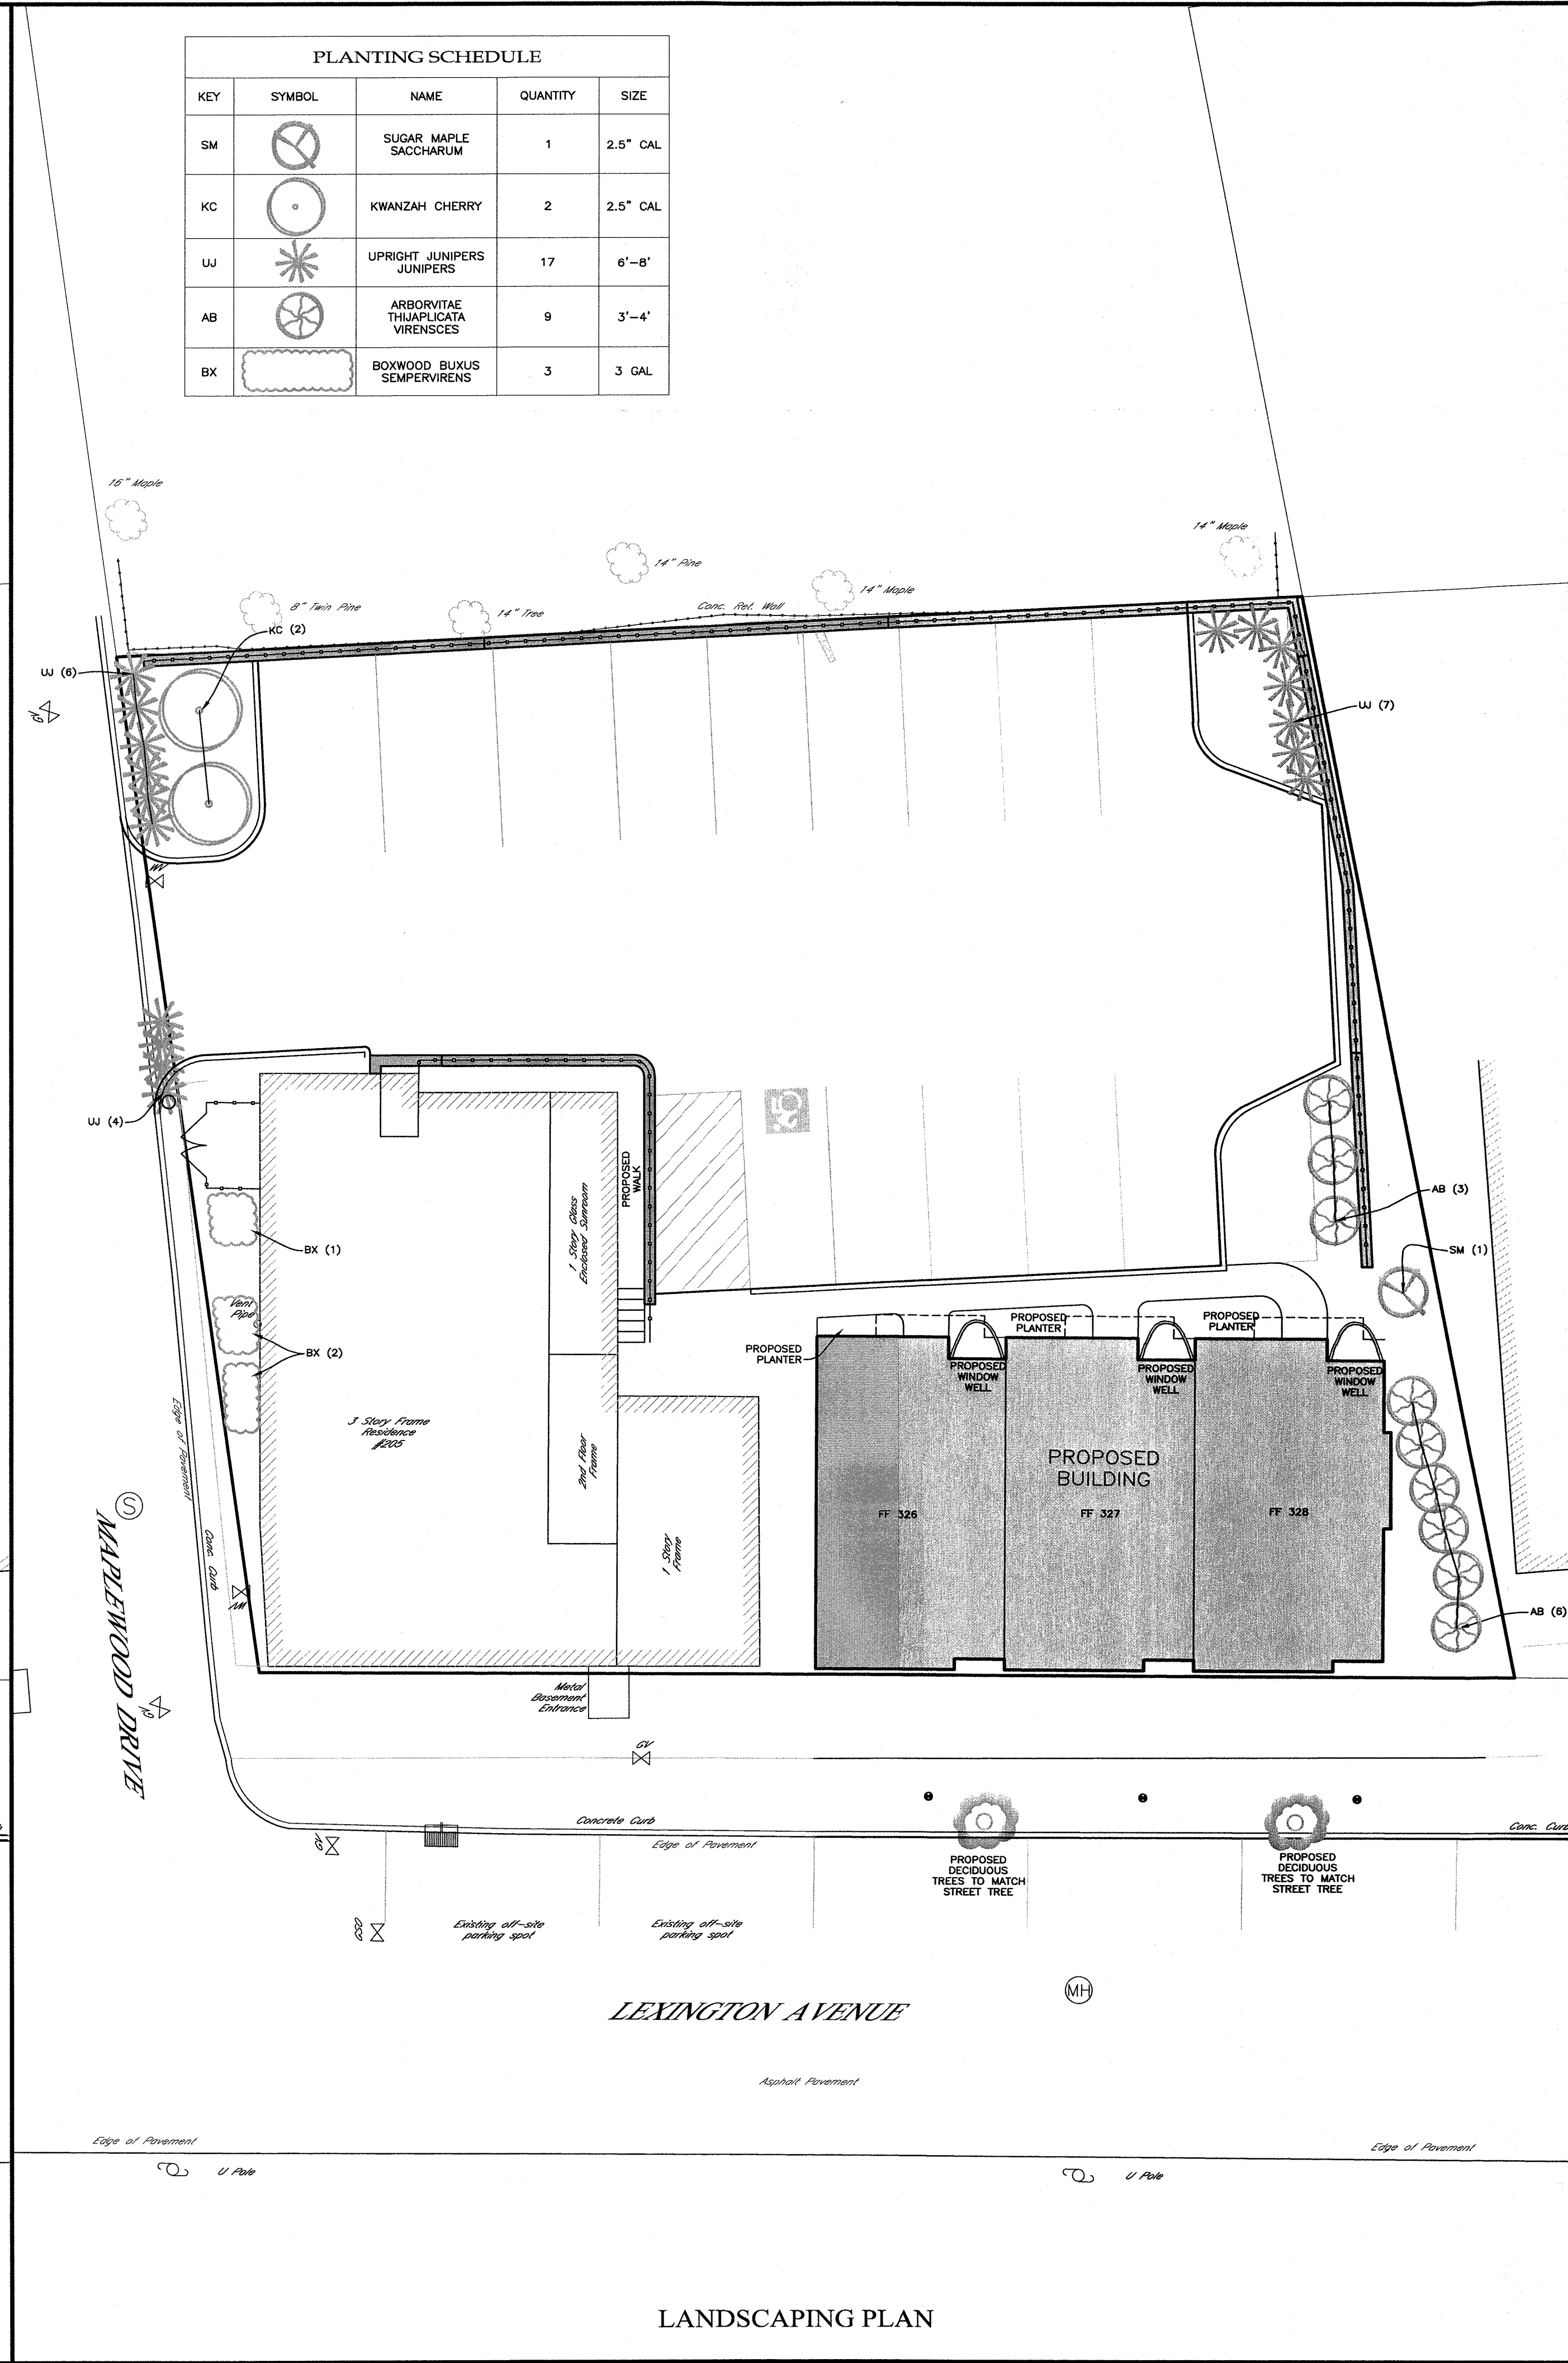 PLANTING SCHEDULE
KEY SYMBOL NAME QUANTITY SIZE
SM SUGAR MAPLE SACCHARUM 1 2.5" CAL
KC KWANZAH CHERRY 2 2.5" CAL
UJ UPRIGHT JUNIPERS JUNIPERS 17 6'-8'
AB ARBORVITAE THIJAPLICATA VIRENSCES 9 3'-4'
BX BOXWOOD BUXUS SEMPERVIRENS 3 3 GAL
16" Maple
14" Maple
14" Pine
8" Twin Pine
14" Tree
Conc. Ret. Wall
14" Maple
KC (2)
UJ (6)
GV
UJ (7)
WV
UJ (4)
PROPOSED
WALK
1 Story Glass
Enclosed Sunroom
AB (3)
BX (1)
SM (1)
Vent
Pipe
BX (2)
PROPOSED
PLANTER
PROPOSED
PLANTER
PROPOSED
PLANTER
PROPOSED
WINDOW
WELL
PROPOSED
WINDOW
WELL
PROPOSED
WINDOW
WELL
Edge of Pavement
3 Story Frame
Residence
#205
2nd Floor
Frame
PROPOSED
BUILDING
FF 326
FF 327
FF 328
S
MAPLEWOOD DRIVE
Conc. Curb
1 Story
Frame
WV
AB (6)
GV
Metal
Basement
Entrance
GV
Concrete Curb
Edge of Pavement
Conc. Curb
GV
PROPOSED
DECIDUOUS
TREES TO MATCH
STREET TREE
PROPOSED
DECIDUOUS
TREES TO MATCH
STREET TREE
GSO
Existing off-site
parking spot
Existing off-site
parking spot
MH
LEXINGTON AVENUE
Asphalt Pavement
Edge of Pavement
Edge of Pavement
U Pole
U Pole
LANDSCAPING PLAN